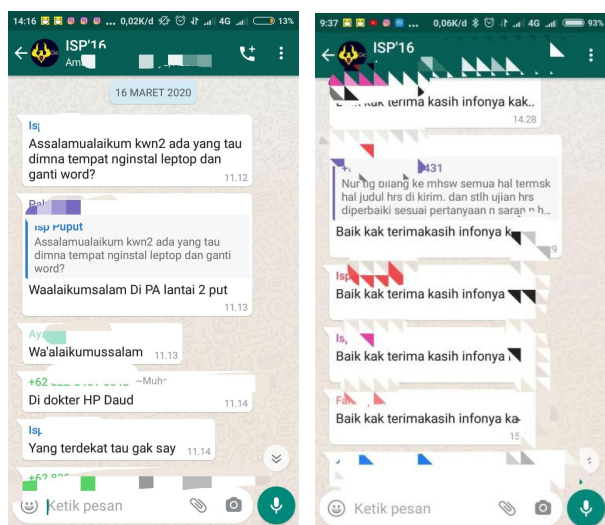 14:16 ... 0,02K/d 4G 13%
ISP'16
16 MARET 2020
Assalamualaikum kwn2 ada yang tau
dimna tempat nginstal leptop dan
ganti word?
11.12
Isp Puput
Assalamualaikum kwn2 ada yang tau
dimna tempat nginstal leptop dan
word?
Waalaikumsalam Di PA lantai 2 put
11.13
Wa'alaikumussalam 11.13
+62 ~Muh
Di dokter HP Daud
11.14
Yang terdekat tau gak say 11.14
Ketik pesan
9:37 ... 0,06K/d 4G 93%
ISP'16
Baik kak terima kasih infonya kak..
14.28
431
Nur bilang ke mhsw semua hal termsk
hal judul hrs di kirim. dan stlh ujian hrs
diperbaiki sesuai pertanyaan n saran n h...
Baik kak terimakasih infonya
Isp
Baik kak terima kasih infonya
Baik kak terima kasih infonya
Baik kak terimakasih infonya ka
15
Ketik pesan